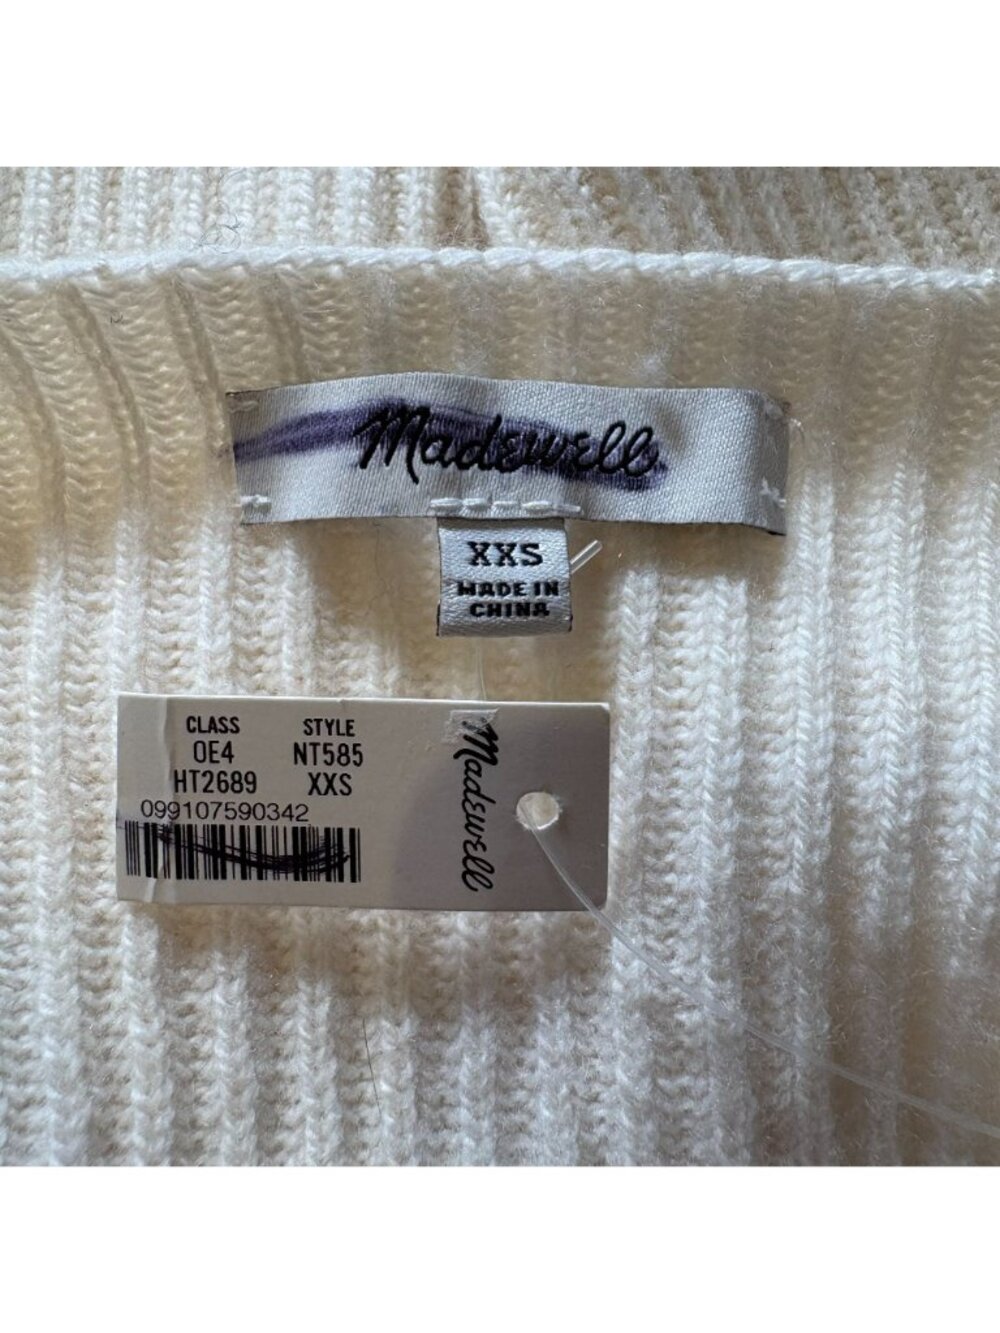 Madewell
XXS
MADE IN
CHINA
CLASS STYLE
0E4 NT585
HT2689 XXS
099107590342
Madewell